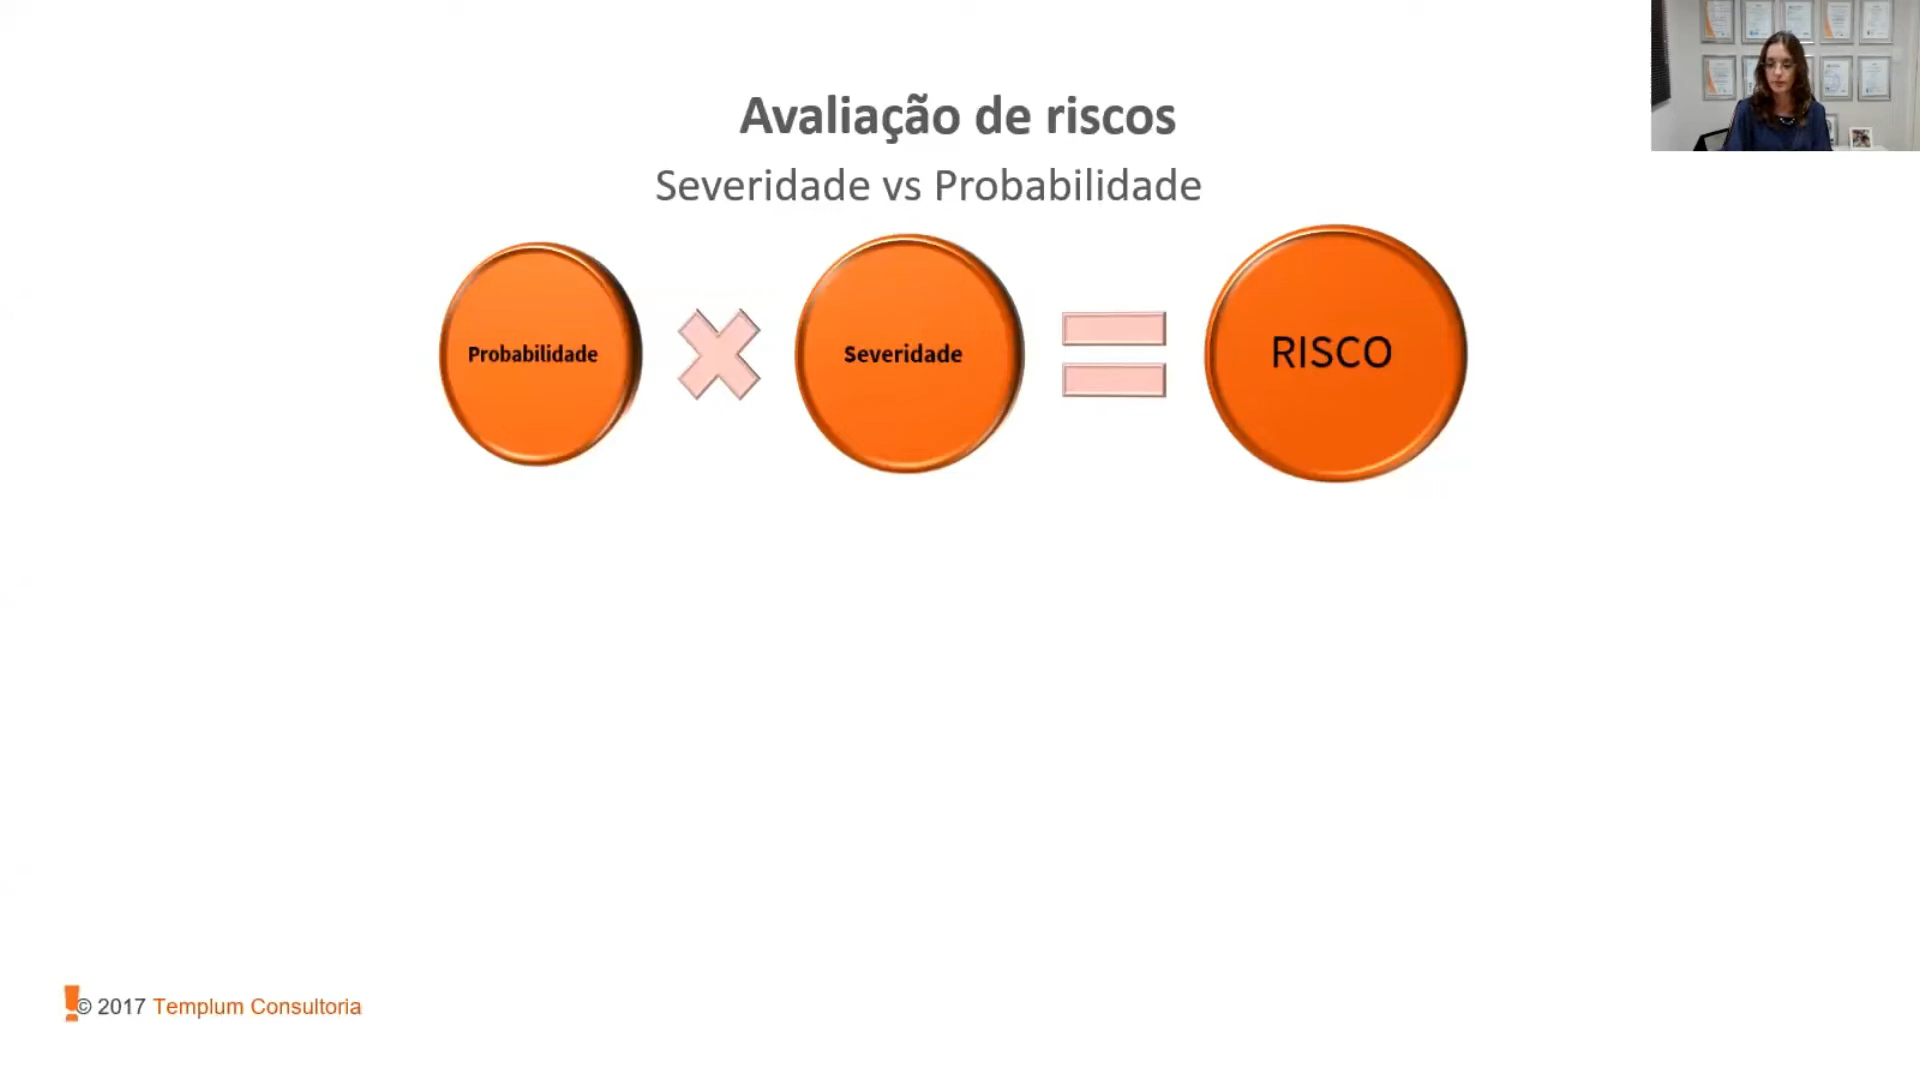 Avaliação de riscos
Severidade vs Probabilidade
Probabilidade
Severidade
RISCO
© 2017 Templum Consultoria